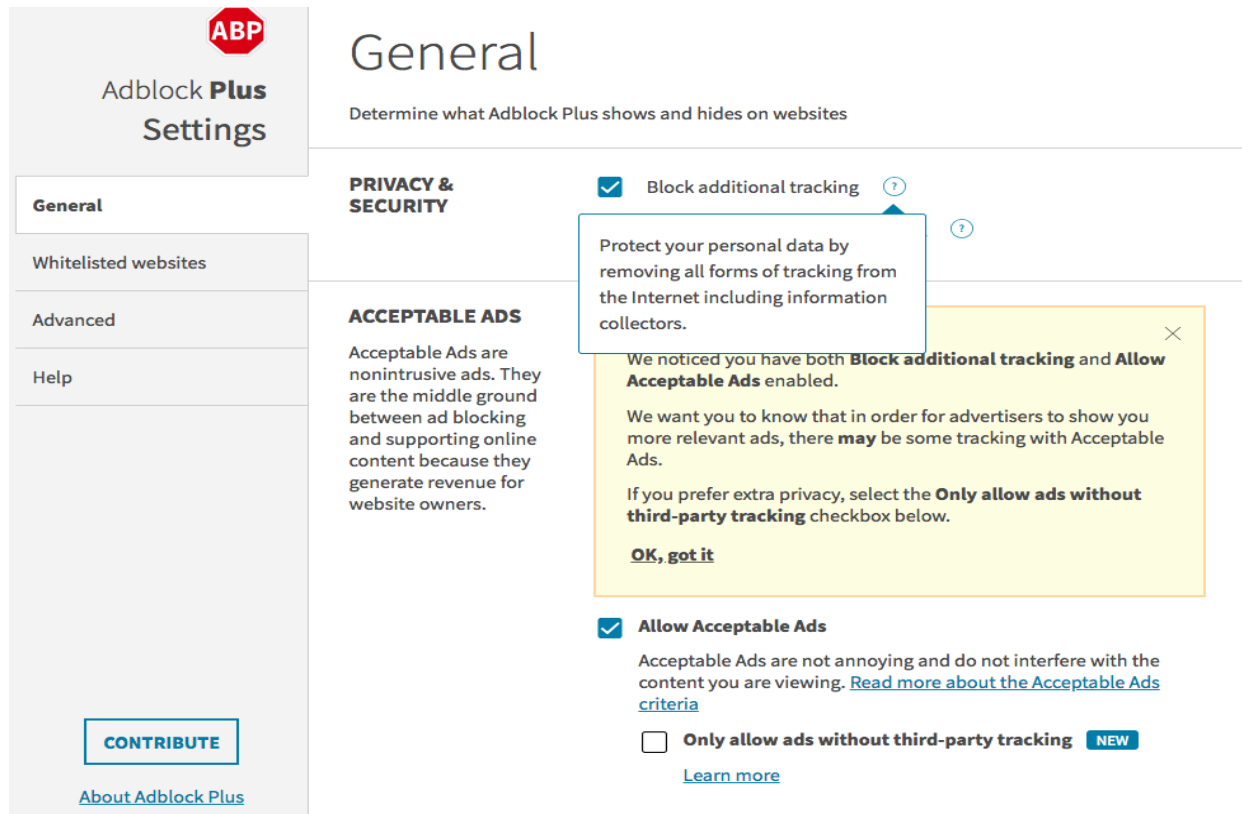 ABP
Adblock Plus
Settings
General
Whitelisted websites
Advanced
Help
CONTRIBUTE
About Adblock Plus
General
Determine what Adblock Plus shows and hides on websites
PRIVACY &
SECURITY
Block additional tracking ?
?
Protect your personal data by
removing all forms of tracking from
the Internet including information
collectors.
ACCEPTABLE ADS
Acceptable Ads are
nonintrusive ads. They
are the middle ground
between ad blocking
and supporting online
content because they
generate revenue for
website owners.
We noticed you have both Block additional tracking and Allow
Acceptable Ads enabled.
We want you to know that in order for advertisers to show you
more relevant ads, there may be some tracking with Acceptable
Ads.
If you prefer extra privacy, select the Only allow ads without
third-party tracking checkbox below.
OK, got it
Allow Acceptable Ads
Acceptable Ads are not annoying and do not interfere with the
content you are viewing. Read more about the Acceptable Ads
criteria
Only allow ads without third-party tracking NEW
Learn more